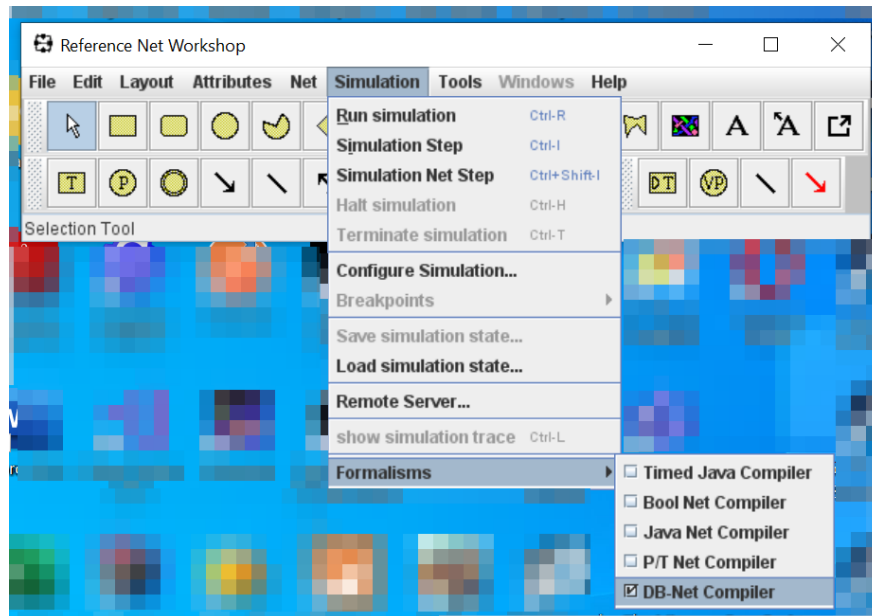 Reference Net Workshop
File Edit Layout Attributes Net Simulation Tools Windows Help
Run simulation Ctrl-R
Simulation Step Ctrl-I
Simulation Net Step Ctrl+Shift-I
Halt simulation Ctrl-H
Terminate simulation Ctrl-T
Configure Simulation...
Breakpoints
Save simulation state...
Load simulation state...
Remote Server...
show simulation trace Ctrl-L
Formalisms
A A
T P DT VP
Selection Tool
Timed Java Compiler
Bool Net Compiler
Java Net Compiler
P/T Net Compiler
DB-Net Compiler